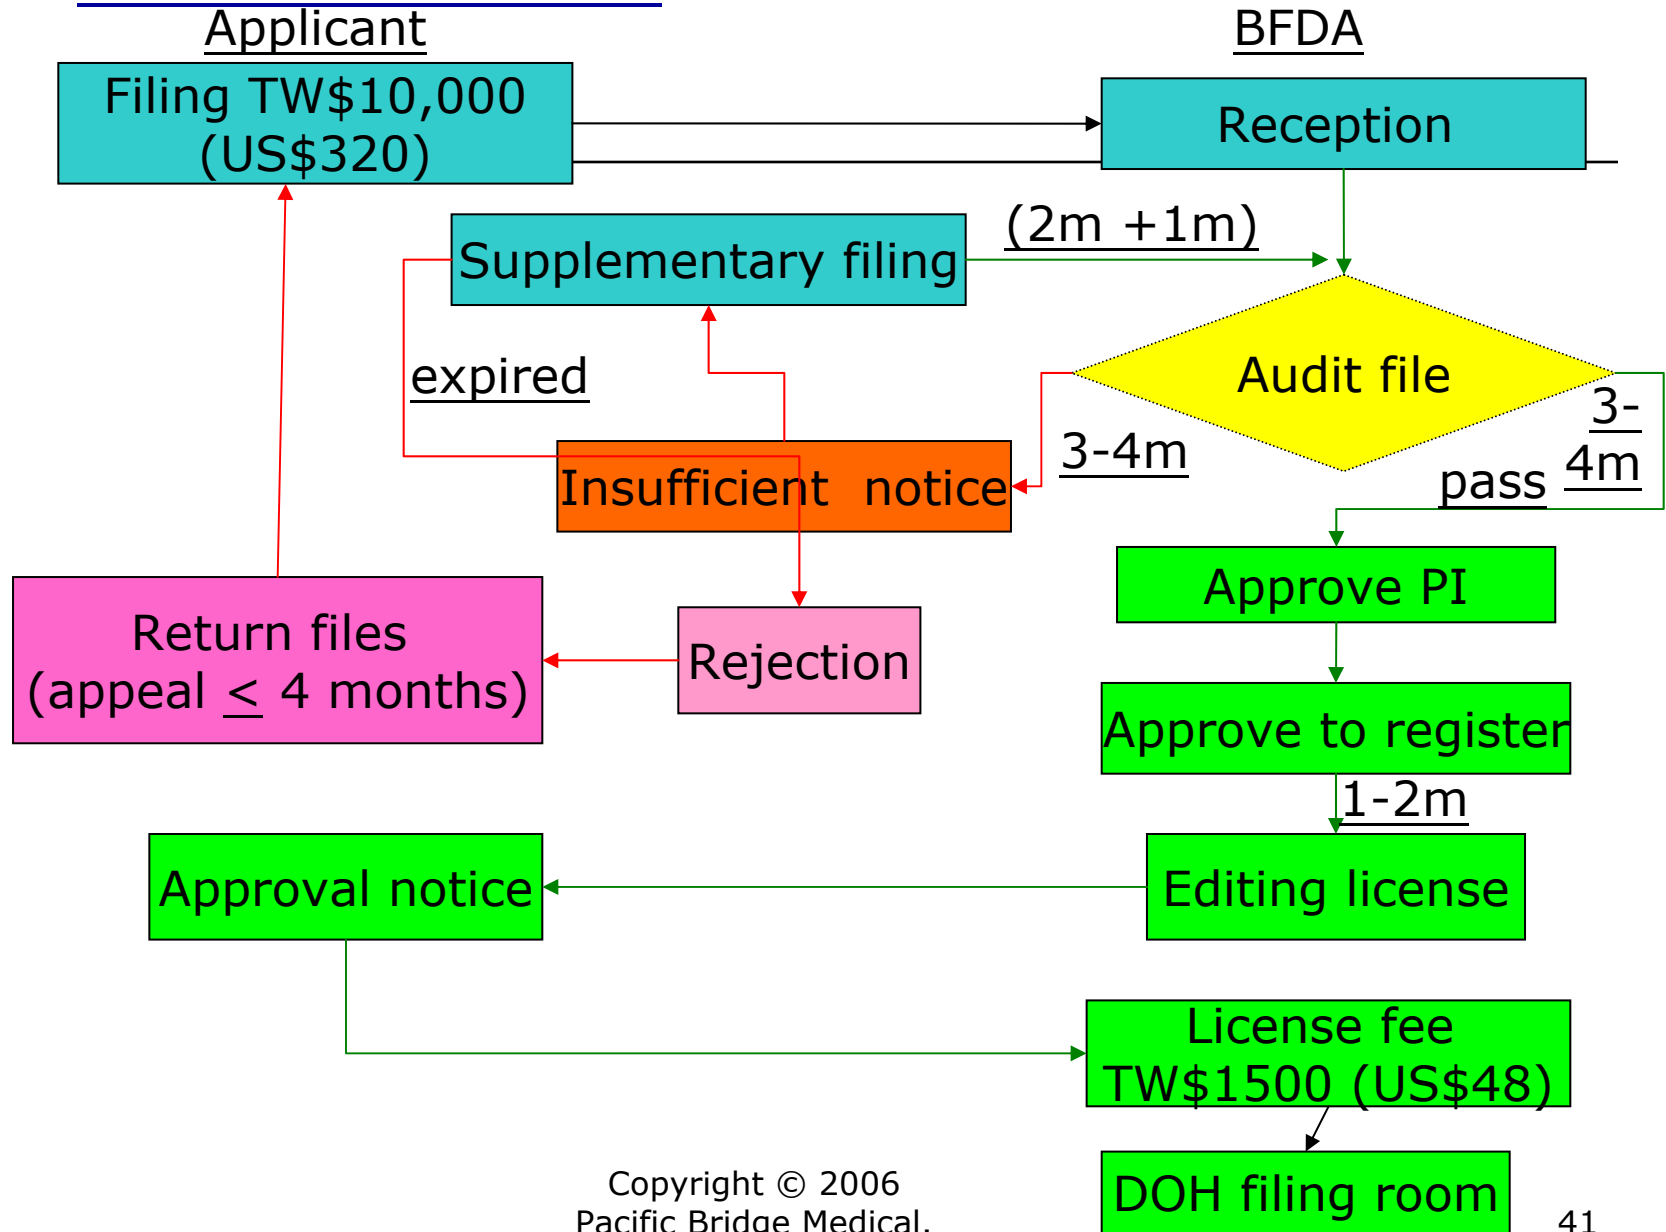 Applicant
BFDA
Filing TW$10,000
(US$320)
Reception
(2m +1m)
Supplementary filing
expired
Audit file
3-
4m
3-4m
pass
Insufficient notice
Approve PI
Return files
(appeal < 4 months)
Rejection
Approve to register
1-2m
Approval notice
Editing license
License fee
TW$1500 (US$48)
DOH filing room
Copyright © 2006
Pacific Bridge Medical.
41